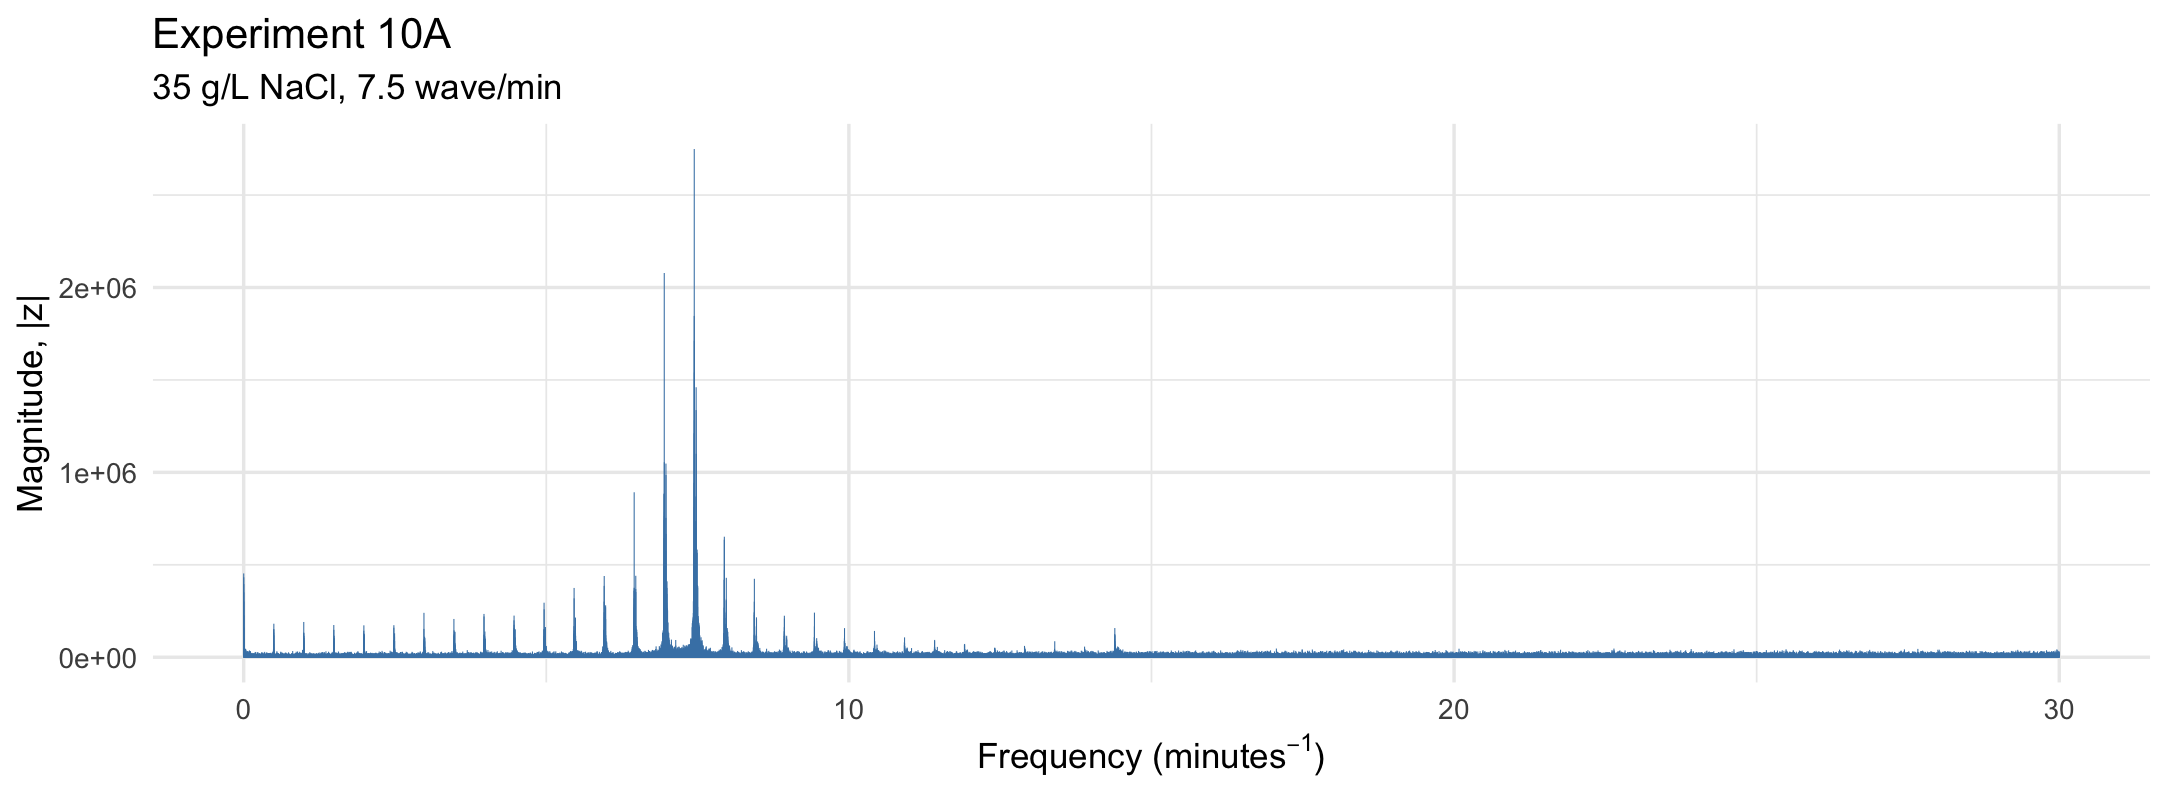 Experiment 10A
35 g/L NaCl, 7.5 wave/min
Magnitude, |z|
2e+06
1e+06
0e+00
0
10
20
30
Frequency (minutes⁻¹)